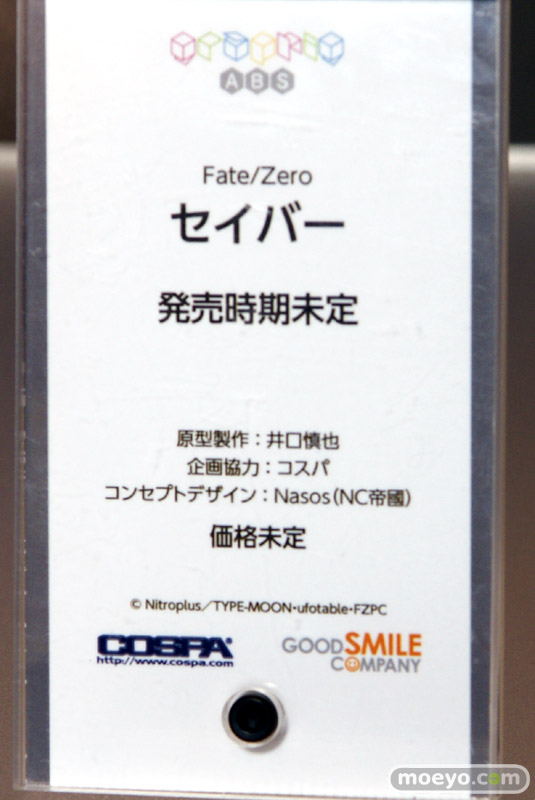 ABS
Fate/Zero
セイバー
発売時期未定
原型製作：井口慎也
企画協力：コスパ
コンセプトデザイン：Nasos（NC帝國）
価格未定
© Nitroplus／TYPE-MOON・ufotable・FZPC
COSPA®
http://www.cospa.com
GOOD SMILE
COMPANY
moeyo.com